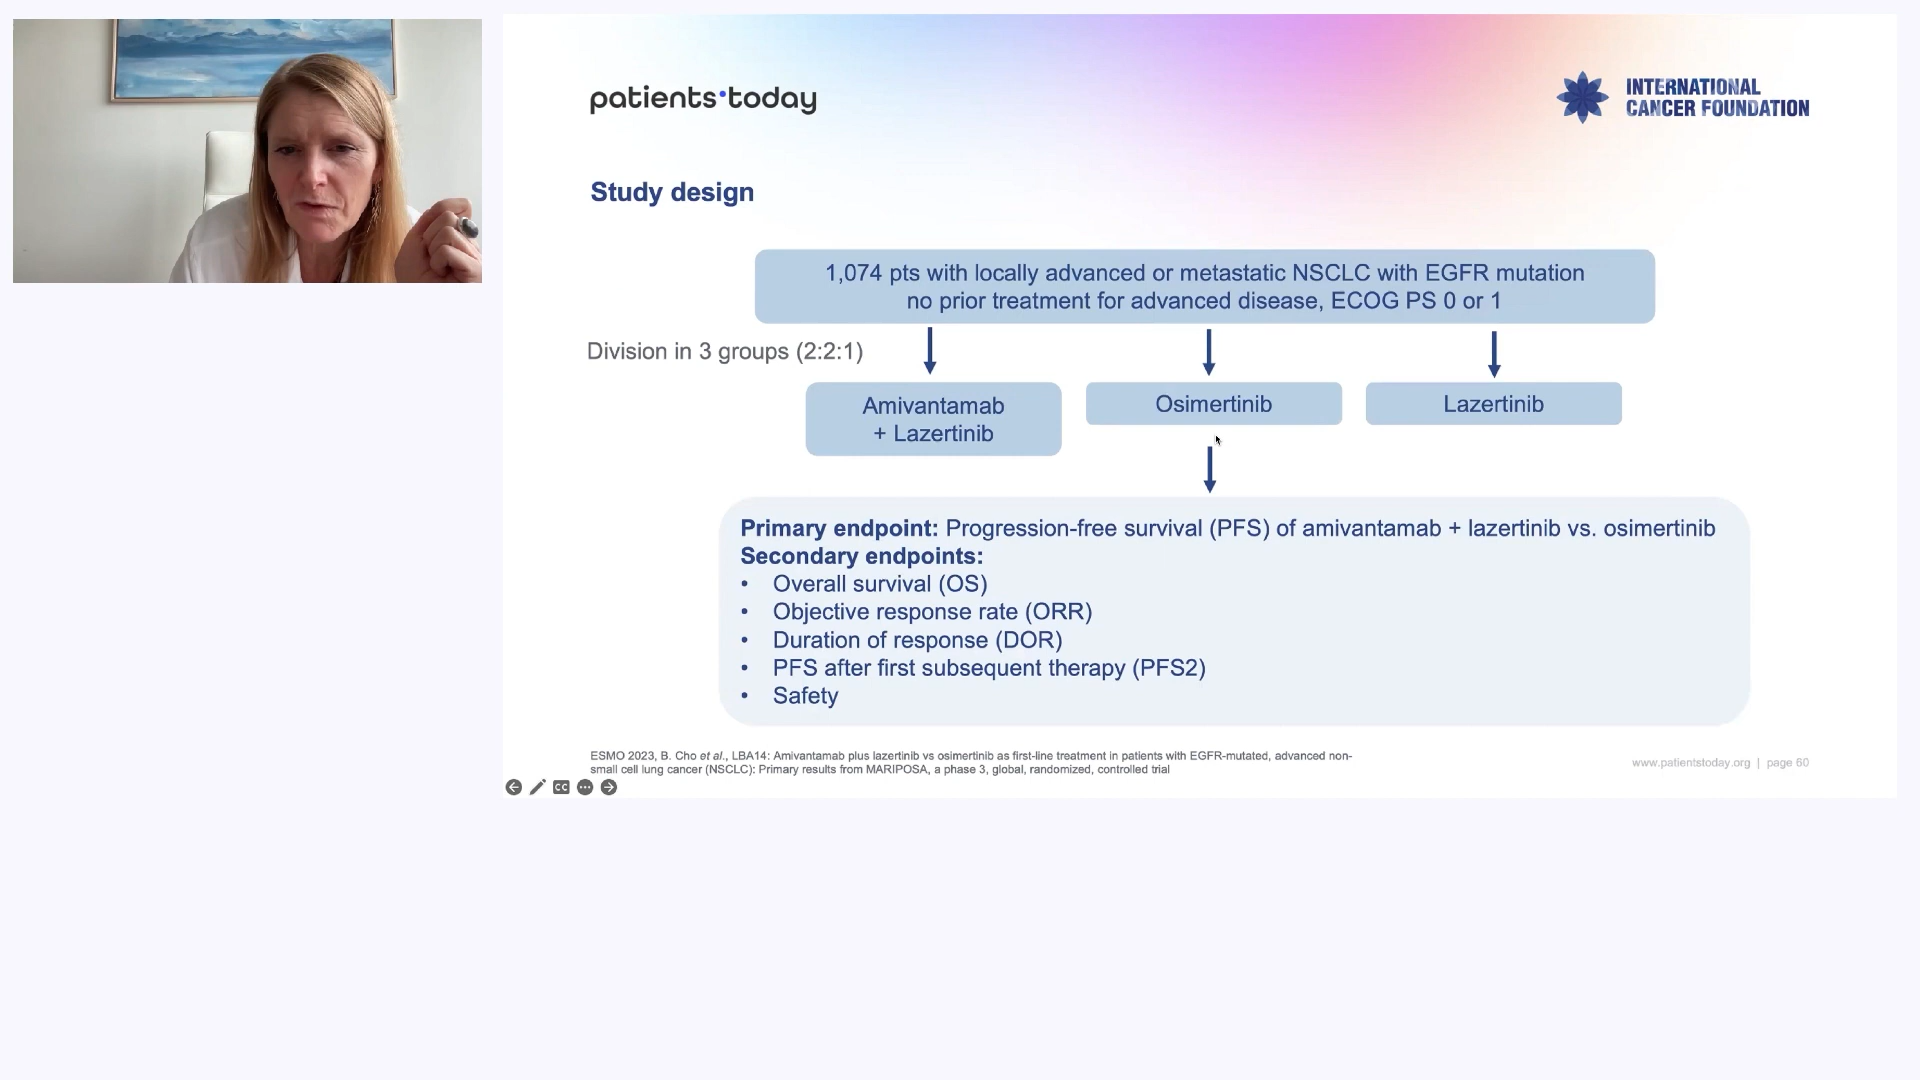 patients•today
INTERNATIONAL
CANCER FOUNDATION
Study design
1,074 pts with locally advanced or metastatic NSCLC with EGFR mutation
no prior treatment for advanced disease, ECOG PS 0 or 1
Division in 3 groups (2:2:1)
Amivantamab
+ Lazertinib
Osimertinib
Lazertinib
Primary endpoint: Progression-free survival (PFS) of amivantamab + lazertinib vs. osimertinib
Secondary endpoints:
• Overall survival (OS)
• Objective response rate (ORR)
• Duration of response (DOR)
• PFS after first subsequent therapy (PFS2)
• Safety
ESMO 2023, B. Cho et al., LBA14: Amivantamab plus lazertinib vs osimertinib as first-line treatment in patients with EGFR-mutated, advanced non-
small cell lung cancer (NSCLC): Primary results from MARIPOSA, a phase 3, global, randomized, controlled trial
www.patientstoday.org | page 60
CC